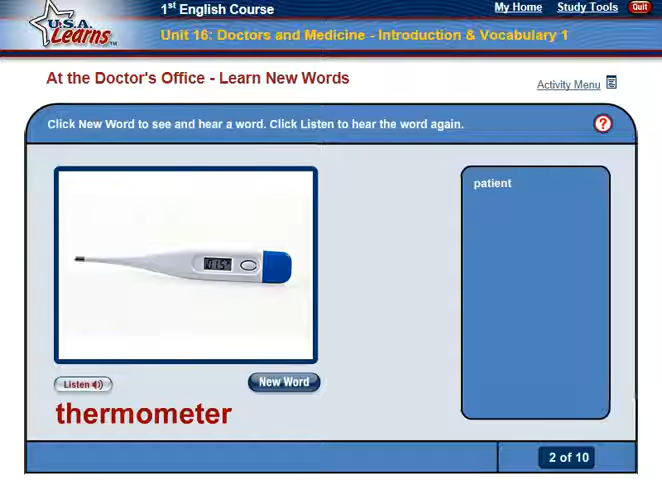 U.S.A.
Learns™
1st English Course
My Home Study Tools Quit
Unit 16: Doctors and Medicine - Introduction & Vocabulary 1
At the Doctor's Office - Learn New Words
Activity Menu
Click New Word to see and hear a word. Click Listen to hear the word again.
?
patient
Listen
New Word
thermometer
2 of 10